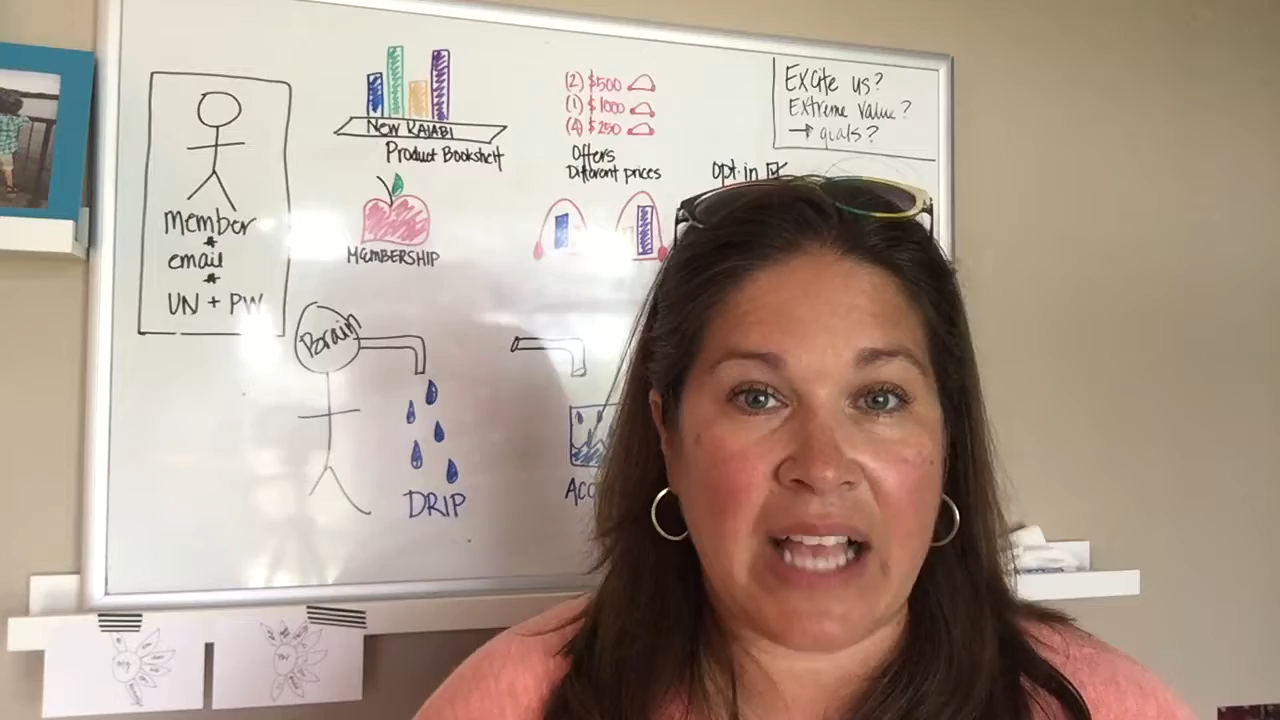 Member
*
email
*
UN + PW
New KAJABI
Product Bookshelf
MEMBERSHIP
(2) $500
(1) $1000
(4) $250
Offers
Different prices
Excite us?
Extreme value?
→ goals?
opt-in
Brain
DRIP